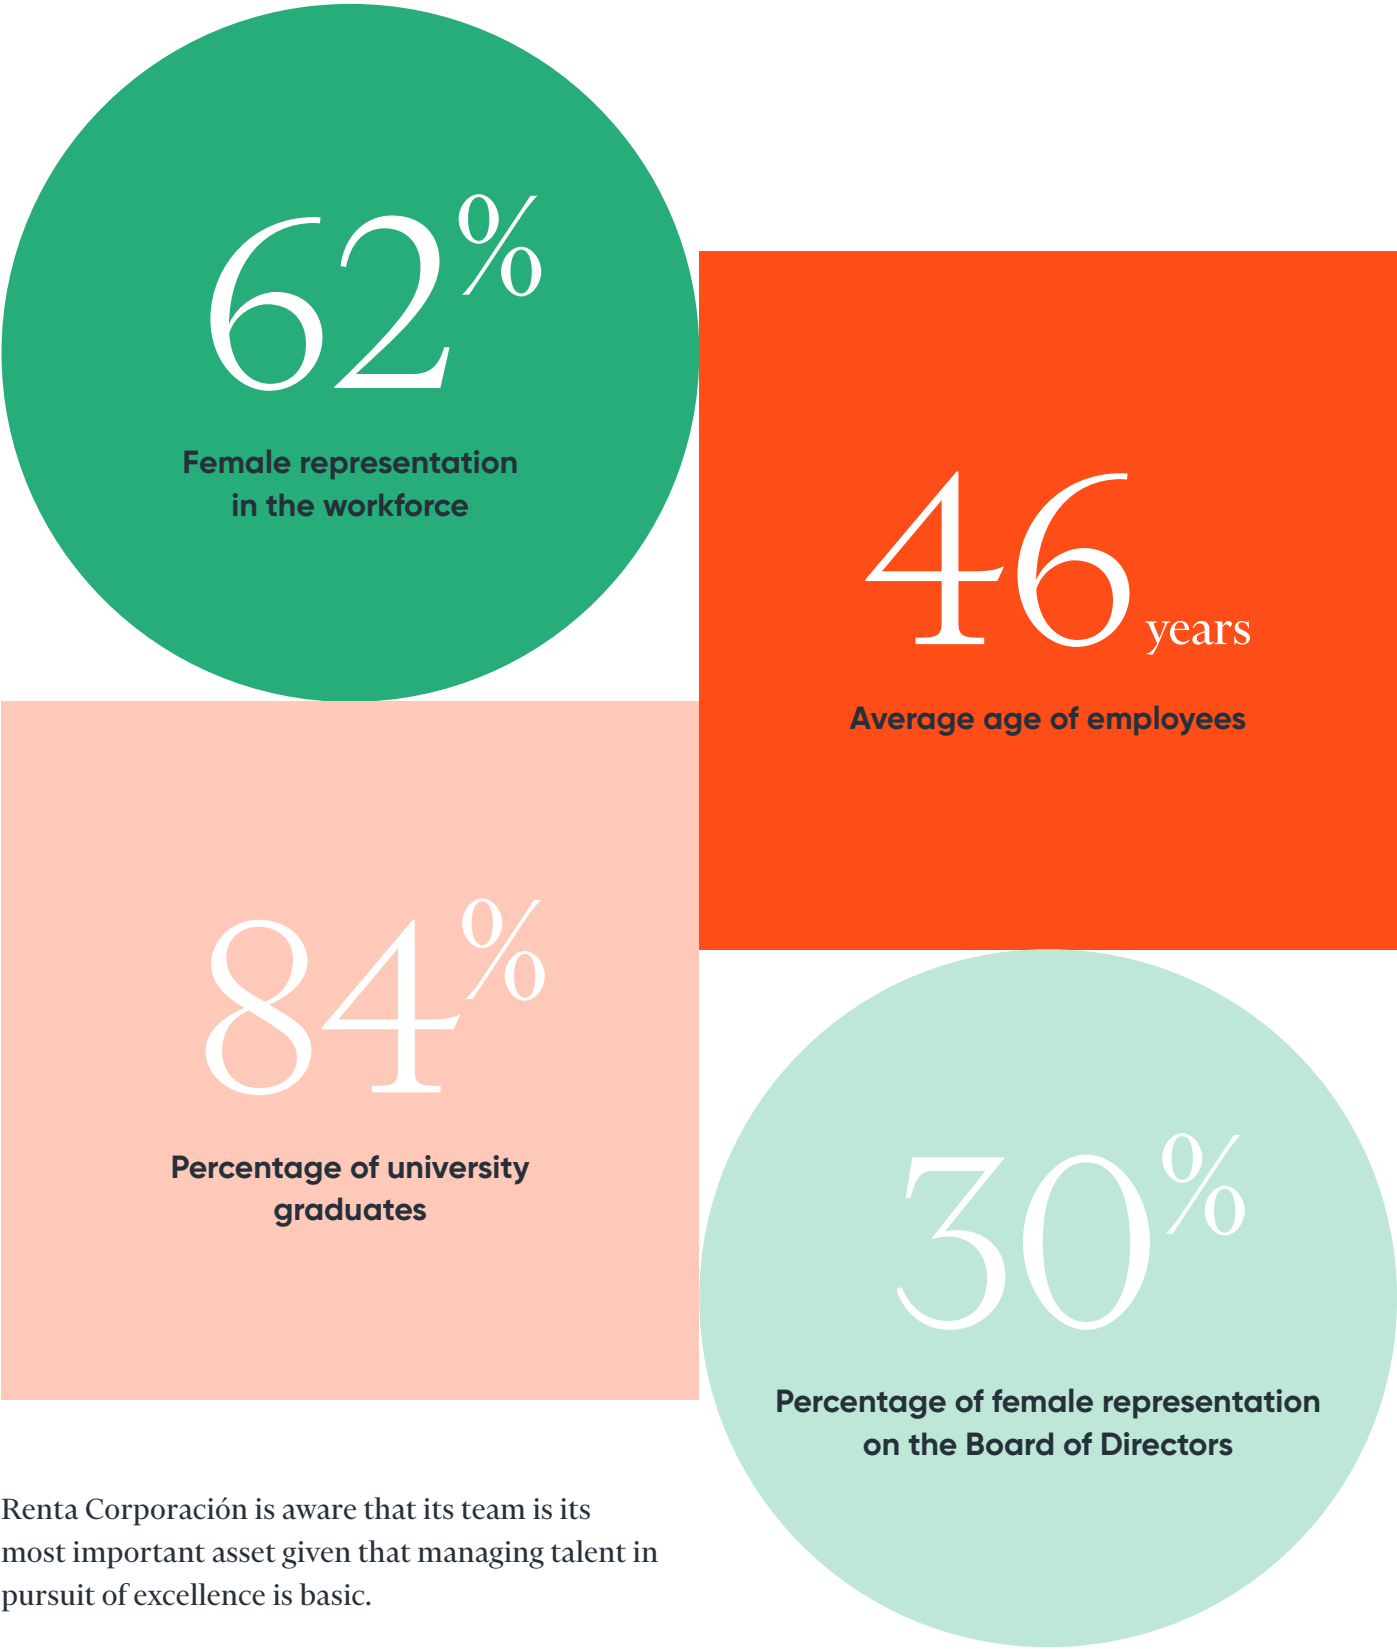 62%
Female representation
in the workforce
46 years
Average age of employees
84%
Percentage of university
graduates
30%
Percentage of female representation
on the Board of Directors
Renta Corporación is aware that its team is its
most important asset given that managing talent in
pursuit of excellence is basic.